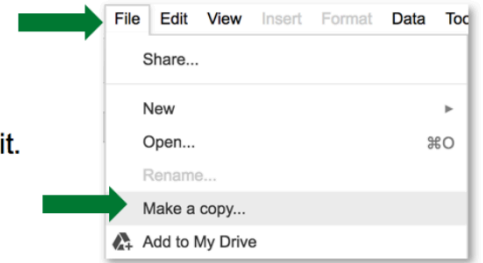 File Edit View Insert Format Data Too
Share...
New
Open... ⌘O
it.
Rename...
Make a copy...
Add to My Drive